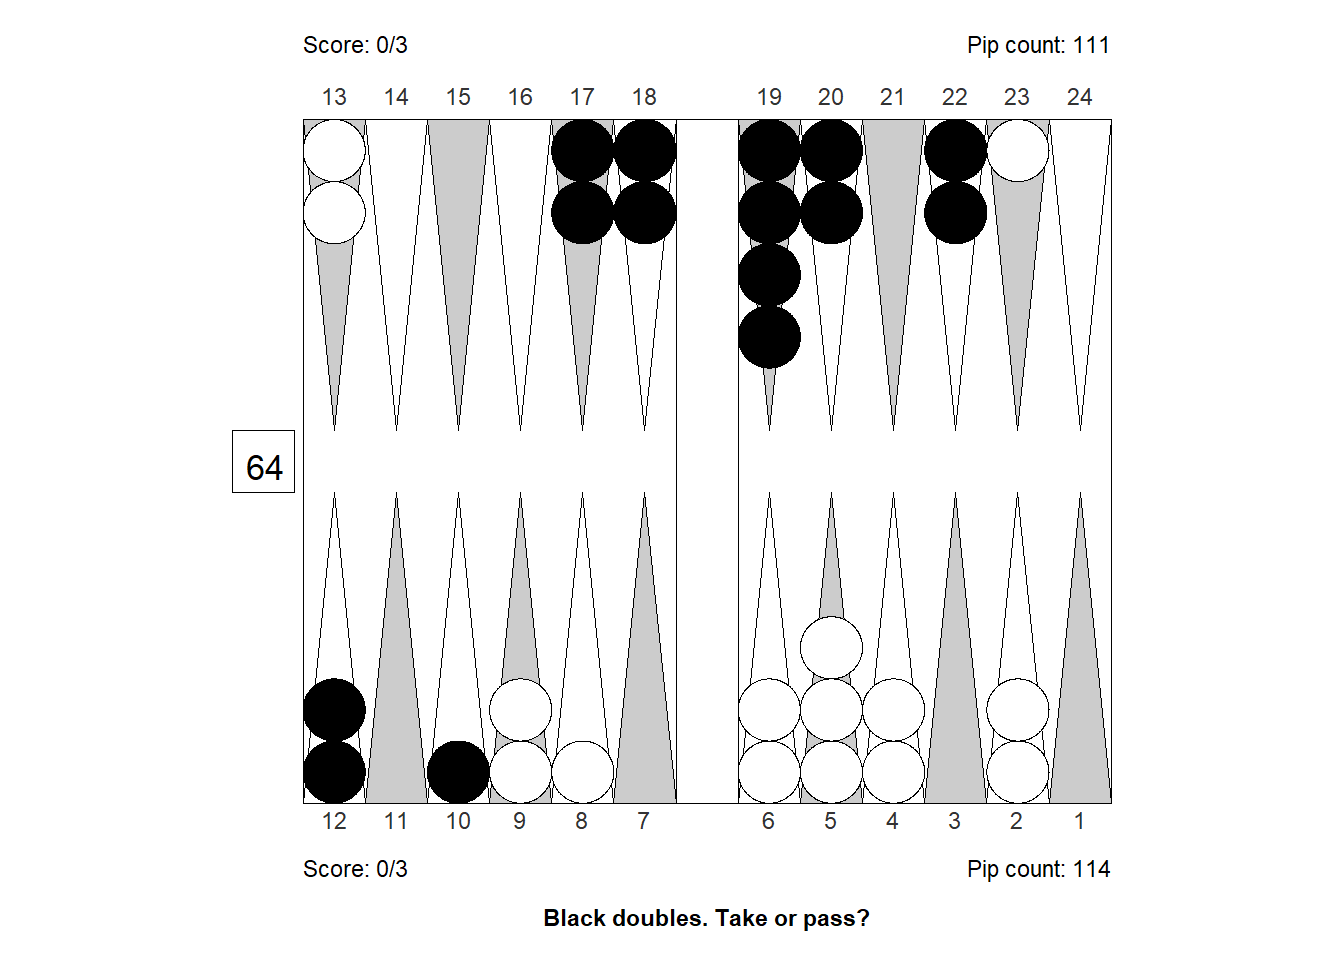 Score: 0/3 Pip count: 111
13 14 15 16 17 18 19 20 21 22 23 24
64
12 11 10 9 8 7 6 5 4 3 2 1
Score: 0/3 Pip count: 114
Black doubles. Take or pass?